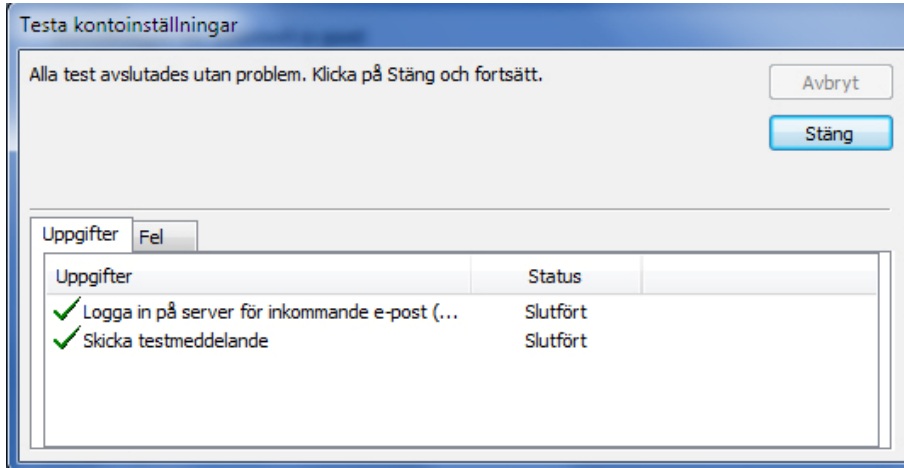 Testa kontoinställningar
Alla test avslutades utan problem. Klicka på Stäng och fortsätt.
Avbryt
Stäng
Uppgifter Fel
Uppgifter Status
Logga in på server för inkommande e-post (... Slutfört
Skicka testmeddelande Slutfört